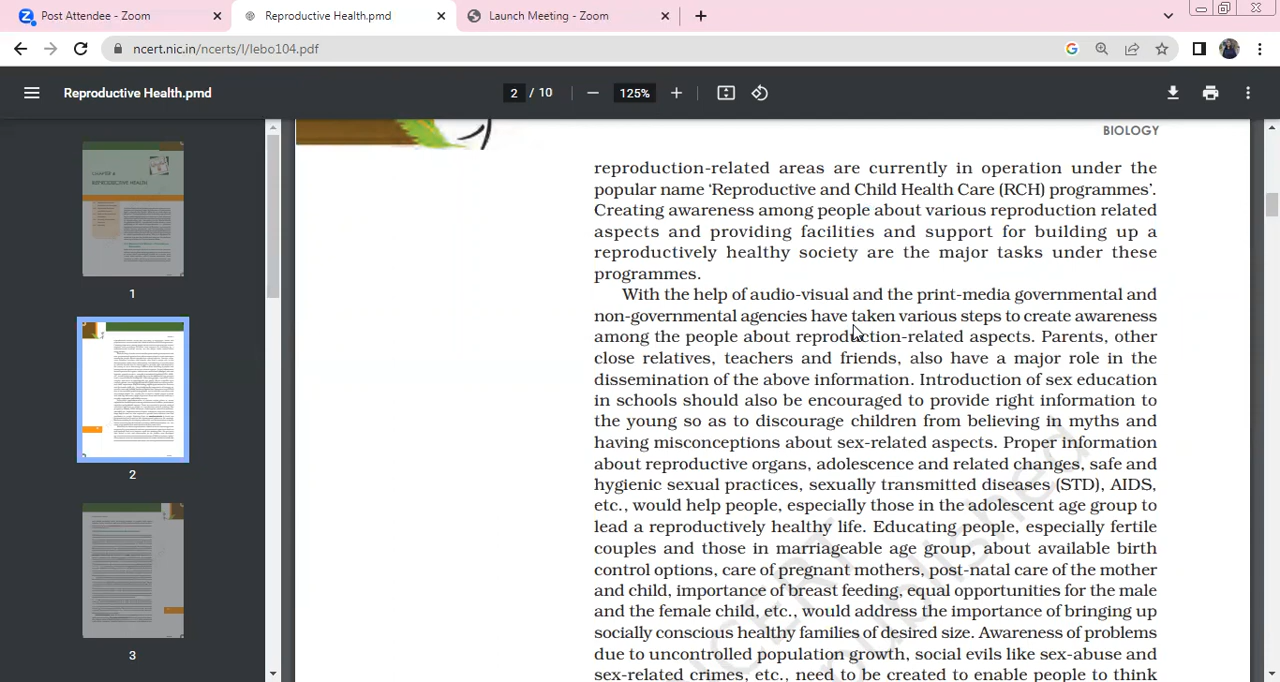 Post Attendee - Zoom
Reproductive Health.pmd
Launch Meeting - Zoom
ncert.nic.in/ncerts/l/lebo104.pdf
Reproductive Health.pmd
2 / 10
125%
BIOLOGY
reproduction-related areas are currently in operation under the
popular name ‘Reproductive and Child Health Care (RCH) programmes’.
Creating awareness among people about various reproduction related
aspects and providing facilities and support for building up a
reproductively healthy society are the major tasks under these
programmes.
With the help of audio-visual and the print-media governmental and
non-governmental agencies have taken various steps to create awareness
among the people about reproduction-related aspects. Parents, other
close relatives, teachers and friends, also have a major role in the
dissemination of the above information. Introduction of sex education
in schools should also be encouraged to provide right information to
the young so as to discourage children from believing in myths and
having misconceptions about sex-related aspects. Proper information
about reproductive organs, adolescence and related changes, safe and
hygienic sexual practices, sexually transmitted diseases (STD), AIDS,
etc., would help people, especially those in the adolescent age group to
lead a reproductively healthy life. Educating people, especially fertile
couples and those in marriageable age group, about available birth
control options, care of pregnant mothers, post-natal care of the mother
and child, importance of breast feeding, equal opportunities for the male
and the female child, etc., would address the importance of bringing up
socially conscious healthy families of desired size. Awareness of problems
due to uncontrolled population growth, social evils like sex-abuse and
sex-related crimes, etc., need to be created to enable people to think
NCERT
published
CHAPTER 4
REPRODUCTIVE HEALTH
1
2
3